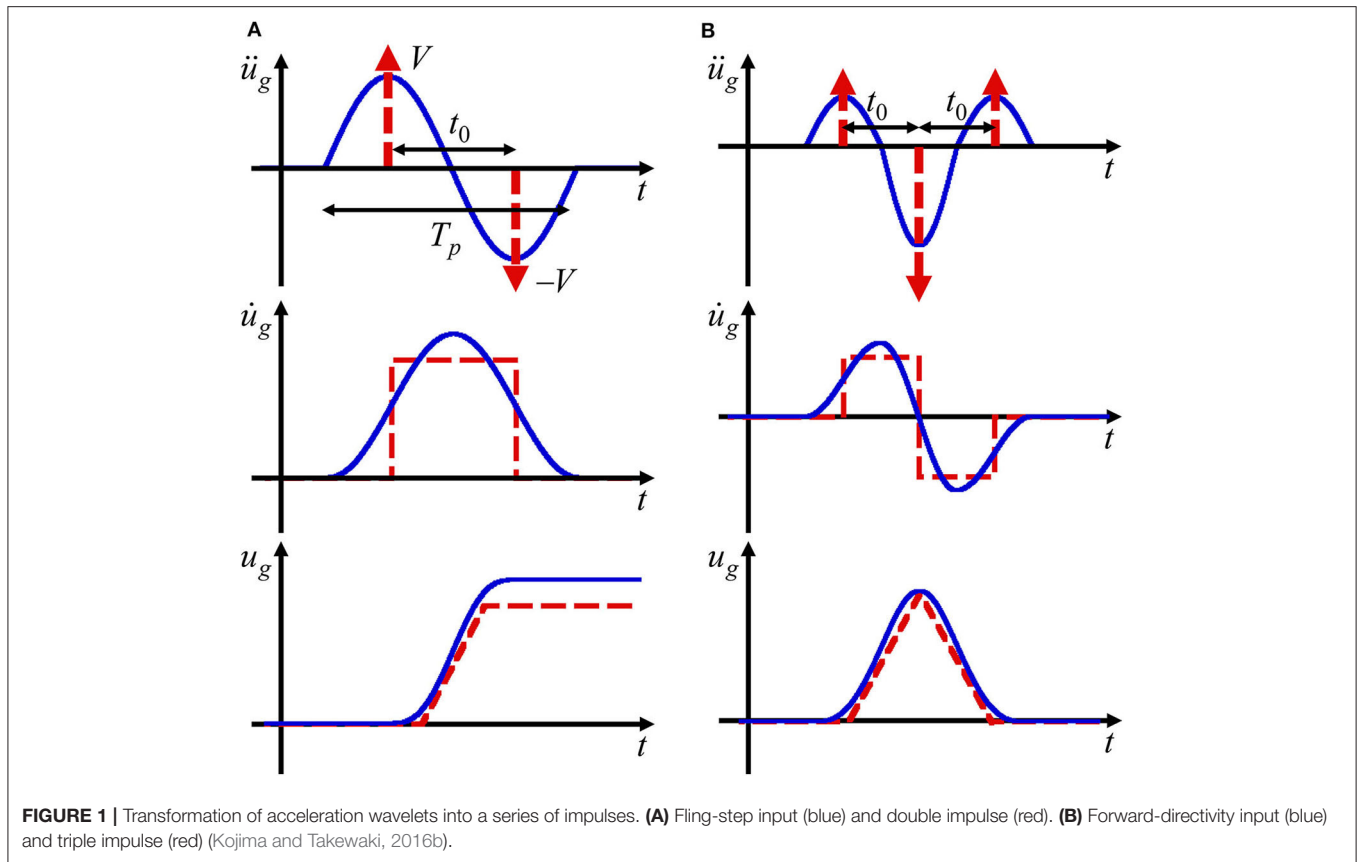 A
B
ü_g
V
t_0
t
T_p
–V
ü_g
t_0
t_0
t
u̇_g
t
u̇_g
t
u_g
t
u_g
t
FIGURE 1 | Transformation of acceleration wavelets into a series of impulses. (A) Fling-step input (blue) and double impulse (red). (B) Forward-directivity input (blue)
and triple impulse (red) (Kojima and Takewaki, 2016b).